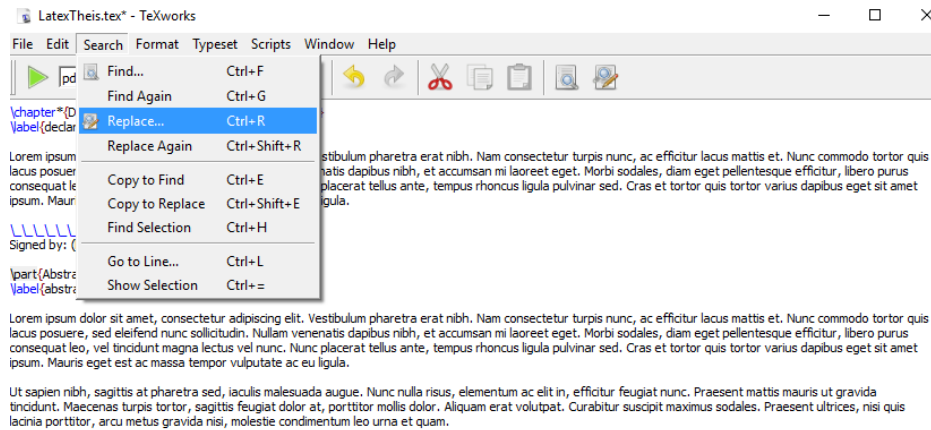 LatexTheis.tex* - TeXworks
File Edit Search Format Typeset Scripts Window Help
pd
Find... Ctrl+F
Find Again Ctrl+G
Replace... Ctrl+R
Replace Again Ctrl+Shift+R
Copy to Find Ctrl+E
Copy to Replace Ctrl+Shift+E
Find Selection Ctrl+H
Go to Line... Ctrl+L
Show Selection Ctrl+=
\chapter*{D
\label{declar
Lorem ipsum stibulum pharetra erat nibh. Nam consectetur turpis nunc, ac efficitur lacus mattis et. Nunc commodo tortor quis
lacus posuer natis dapibus nibh, et accumsan mi laoreet eget. Morbi sodales, diam eget pellentesque efficitur, libero purus
consequat le placerat tellus ante, tempus rhoncus ligula pulvinar sed. Cras et tortor quis tortor varius dapibus eget sit amet
ipsum. Mauri igula.
\_\_\_\_\_\_\
Signed by: (
\part{Abstra
\label{abstra
Lorem ipsum dolor sit amet, consectetur adipiscing elit. Vestibulum pharetra erat nibh. Nam consectetur turpis nunc, ac efficitur lacus mattis et. Nunc commodo tortor quis
lacus posuere, sed eleifend nunc sollicitudin. Nullam venenatis dapibus nibh, et accumsan mi laoreet eget. Morbi sodales, diam eget pellentesque efficitur, libero purus
consequat leo, vel tincidunt magna lectus vel nunc. Nunc placerat tellus ante, tempus rhoncus ligula pulvinar sed. Cras et tortor quis tortor varius dapibus eget sit amet
ipsum. Mauris eget est ac massa tempor vulputate ac eu ligula.
Ut sapien nibh, sagittis at pharetra sed, iaculis malesuada augue. Nunc nulla risus, elementum ac elit in, efficitur feugiat nunc. Praesent mattis mauris ut gravida
tincidunt. Maecenas turpis tortor, sagittis feugiat dolor at, porttitor mollis dolor. Aliquam erat volutpat. Curabitur suscipit maximus sodales. Praesent ultrices, nisi quis
lacinia porttitor, arcu metus gravida nisi, molestie condimentum leo urna et quam.